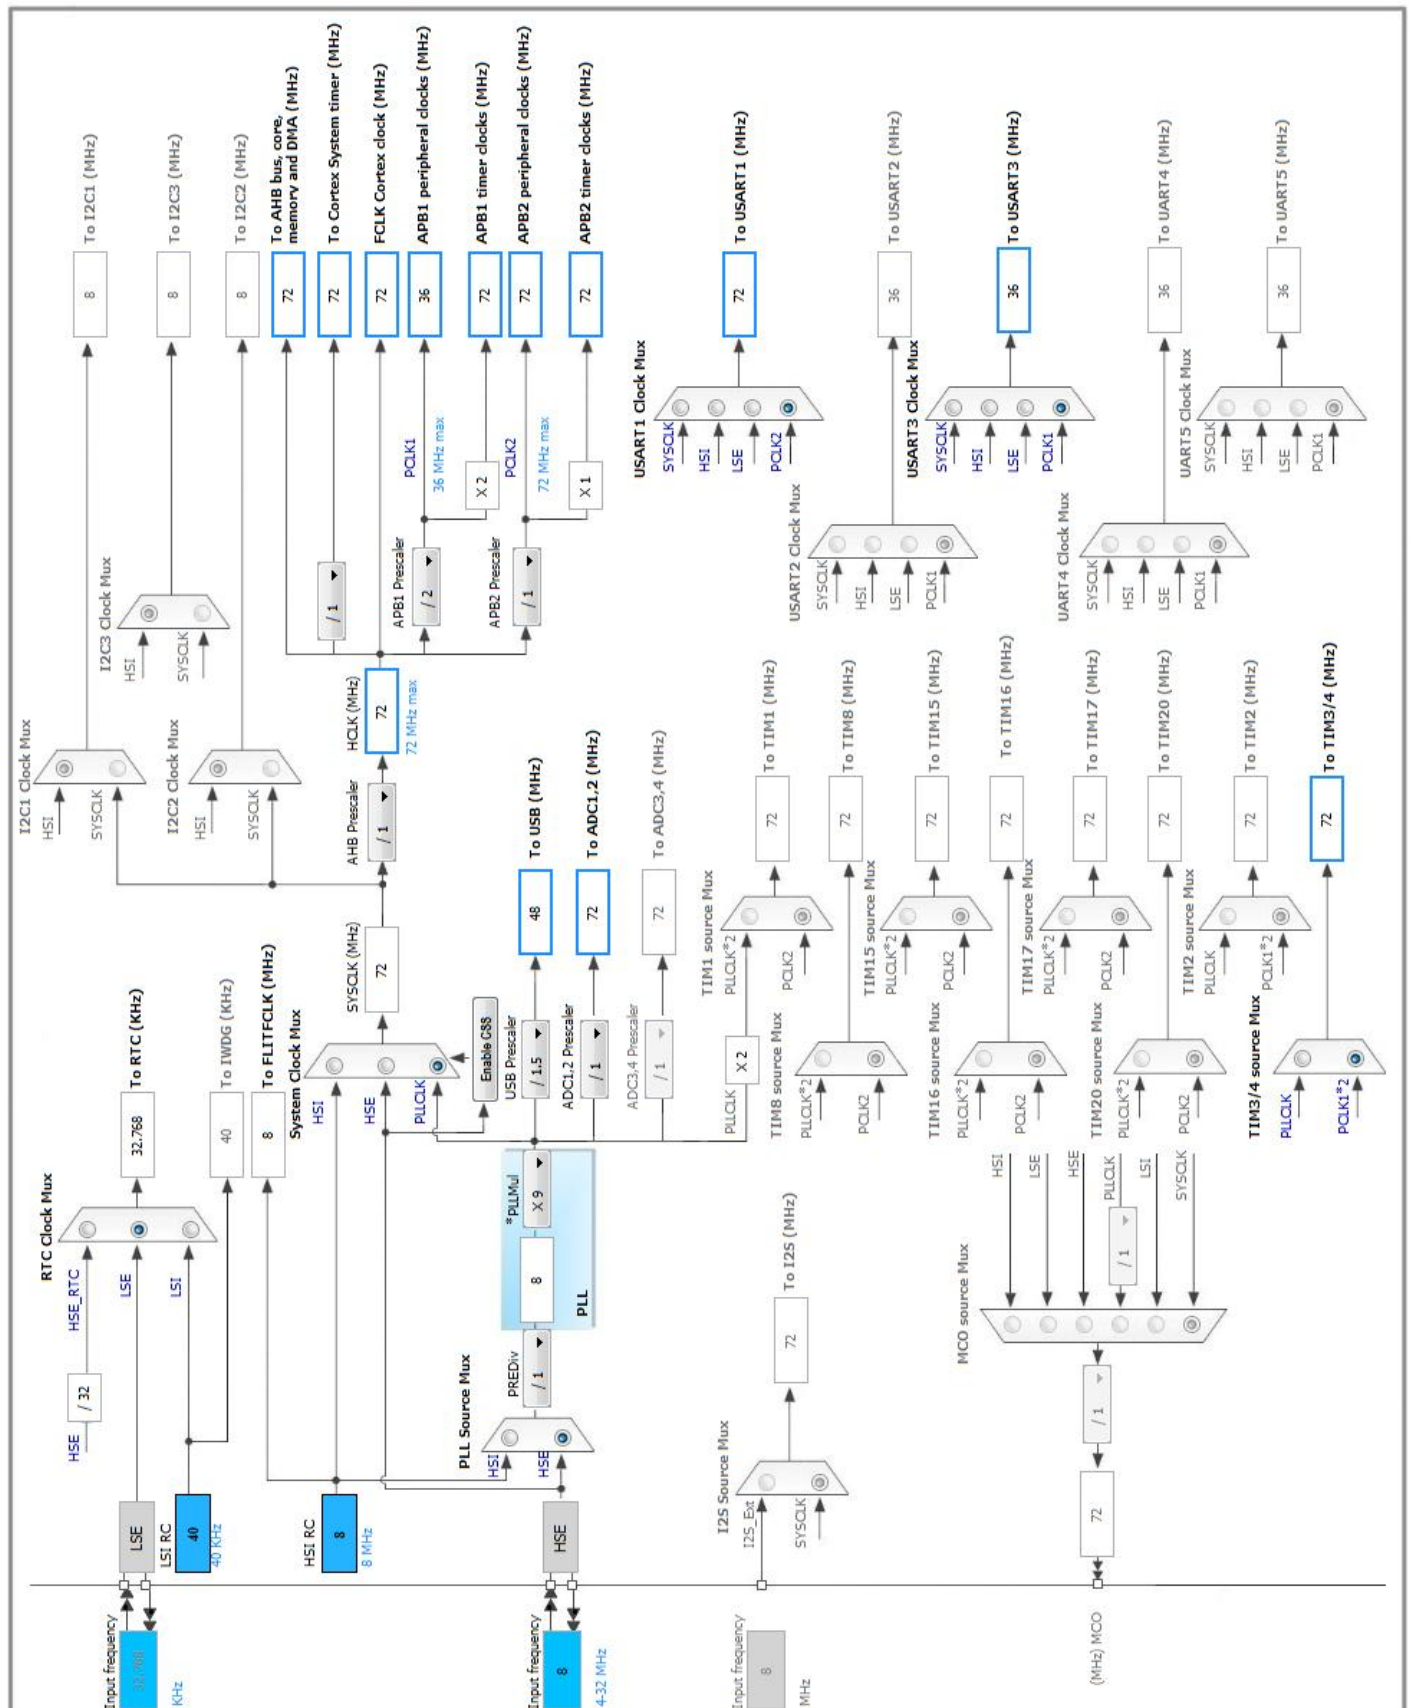 Input frequency
32.768
KHz
LSE
LSI RC
40
40 KHz
HSE
/ 32
HSE_RTC
LSE
LSI
RTC Clock Mux
32.768
To RTC (KHz)
40
To IWDG (KHz)
8
To FLITFCLK (MHz)
HSI RC
8
8 MHz
System Clock Mux
HSI
HSE
PLLCLK
Enable CSS
SYSCLK (MHz)
72
AHB Prescaler
/ 1
HCLK (MHz)
72
72 MHz max
I2C1 Clock Mux
HSI
SYSCLK
8
To I2C1 (MHz)
I2C3 Clock Mux
HSI
SYSCLK
8
To I2C3 (MHz)
I2C2 Clock Mux
HSI
SYSCLK
8
To I2C2 (MHz)
72
To AHB bus, core,
memory and DMA (MHz)
/ 1
72
To Cortex System timer (MHz)
72
FCLK Cortex clock (MHz)
APB1 Prescaler
/ 2
PCLK1
36 MHz max
36
APB1 peripheral clocks (MHz)
X 2
72
APB1 timer clocks (MHz)
APB2 Prescaler
/ 1
PCLK2
72 MHz max
72
APB2 peripheral clocks (MHz)
X 1
72
APB2 timer clocks (MHz)
Input frequency
8
4-32 MHz
HSE
PLL Source Mux
HSI
HSE
PREDiv
/ 1
8
*PLLMul
X 9
PLL
USB Prescaler
/ 1.5
48
To USB (MHz)
ADC1,2 Prescaler
/ 1
72
To ADC1,2 (MHz)
ADC3,4 Prescaler
/ 1
72
To ADC3,4 (MHz)
PLLCLK
X 2
USART1 Clock Mux
SYSCLK
HSI
LSE
PCLK2
72
To USART1 (MHz)
USART2 Clock Mux
SYSCLK
HSI
LSE
PCLK1
36
To USART2 (MHz)
USART3 Clock Mux
SYSCLK
HSI
LSE
PCLK1
36
To USART3 (MHz)
UART4 Clock Mux
SYSCLK
HSI
LSE
PCLK1
36
To UART4 (MHz)
UART5 Clock Mux
SYSCLK
HSI
LSE
PCLK1
36
To UART5 (MHz)
TIM1 source Mux
PLLCLK*2
PCLK2
72
To TIM1 (MHz)
TIM8 source Mux
PLLCLK*2
PCLK2
72
To TIM8 (MHz)
TIM15 source Mux
PLLCLK*2
PCLK2
72
To TIM15 (MHz)
TIM16 source Mux
PLLCLK*2
PCLK2
72
To TIM16 (MHz)
TIM17 source Mux
PLLCLK*2
PCLK2
72
To TIM17 (MHz)
TIM20 source Mux
PLLCLK*2
PCLK2
72
To TIM20 (MHz)
TIM2 source Mux
PLLCLK
PCLK1*2
72
To TIM2 (MHz)
TIM3/4 source Mux
PLLCLK
PCLK1*2
72
To TIM3/4 (MHz)
Input frequency
8
MHz
I2S Source Mux
I2S_Ext
SYSCLK
72
To I2S (MHz)
(MHz) MCO
72
/ 1
MCO source Mux
HSI
LSE
HSE
/ 1
PLLCLK
LSI
SYSCLK